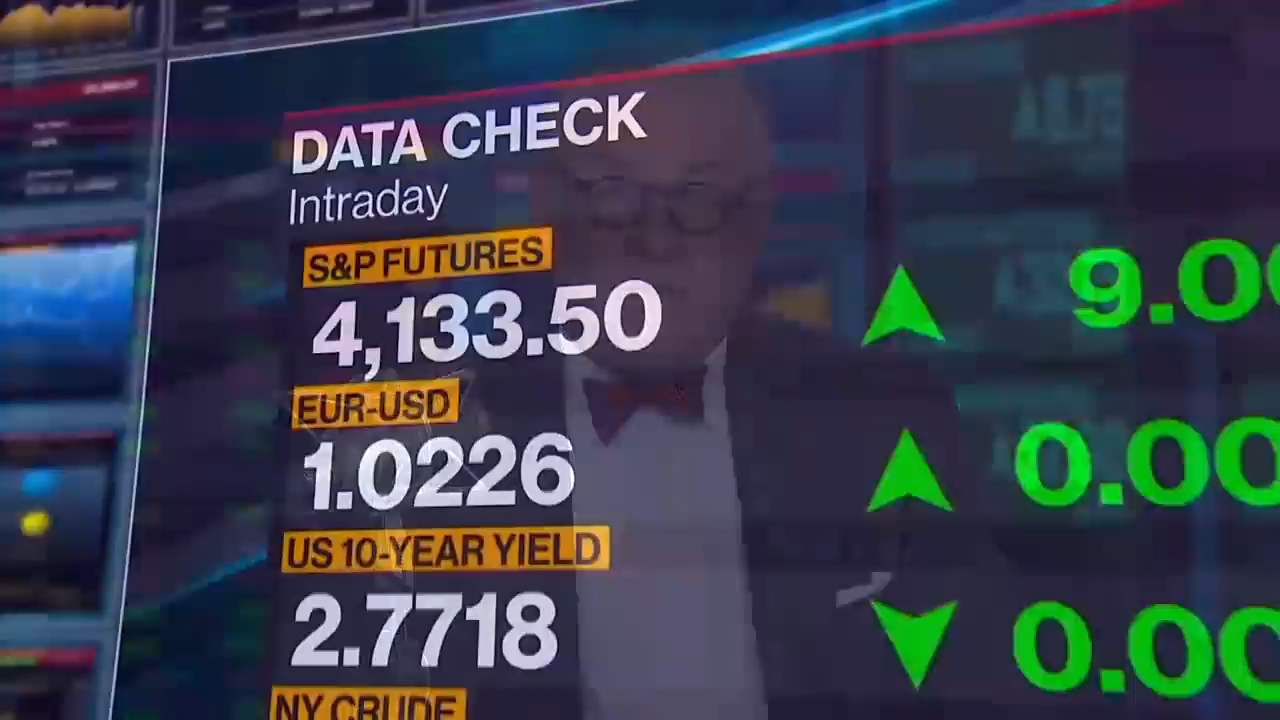 DATA CHECK
Intraday
S&P FUTURES
4,133.50 9.0
EUR-USD
1.0226 0.00
US 10-YEAR YIELD
2.7718 0.00
NY CRUDE